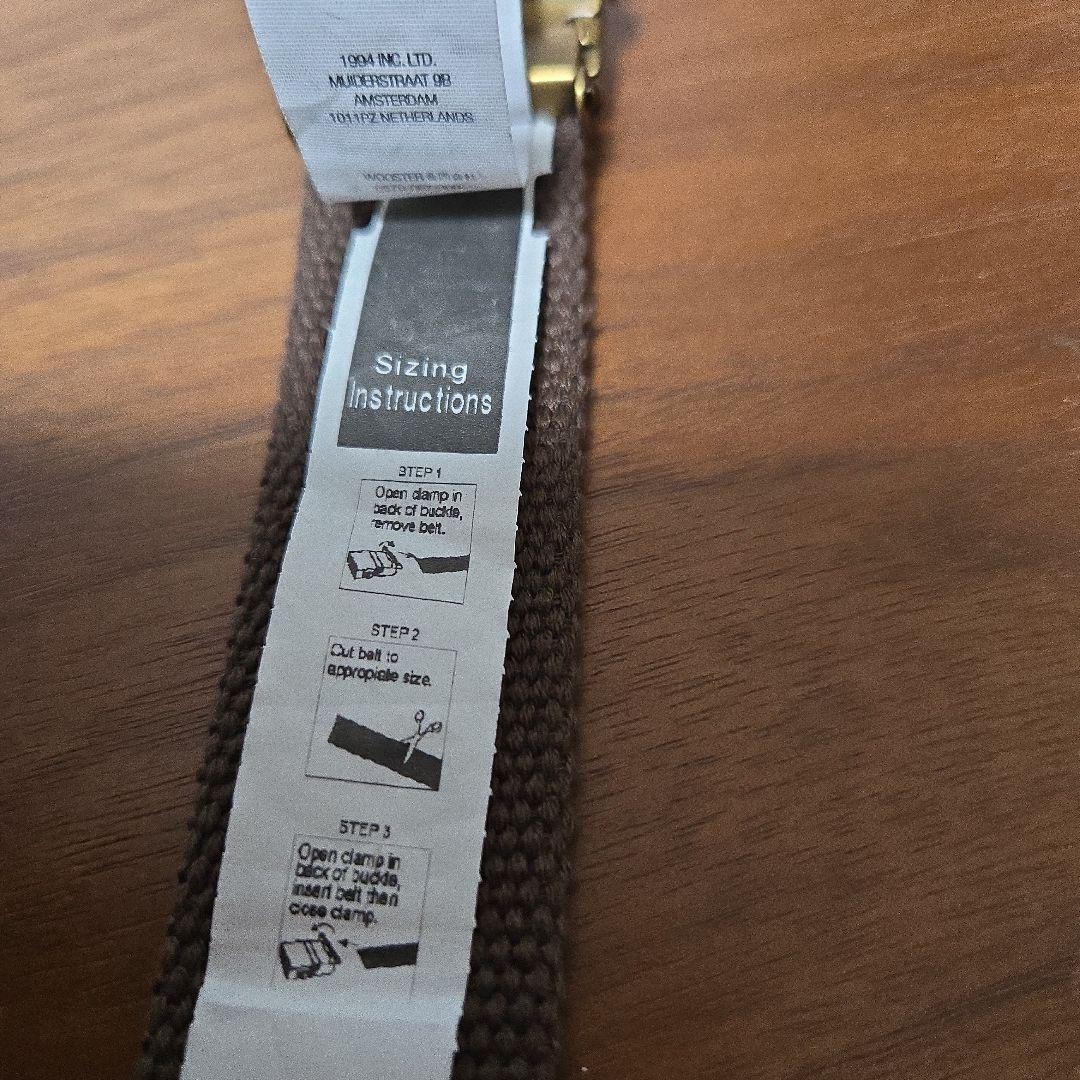 1994 INC. LTD.
MUIDERSTRAAT 9B
AMSTERDAM
1011PZ NETHERLANDS
WOOSTER
Sizing
Instructions
STEP 1
Open clamp in
back of buckle,
remove belt.
STEP 2
Cut belt to
appropiate size.
STEP 3
Open clamp in
back of buckle,
insert belt then
close clamp.